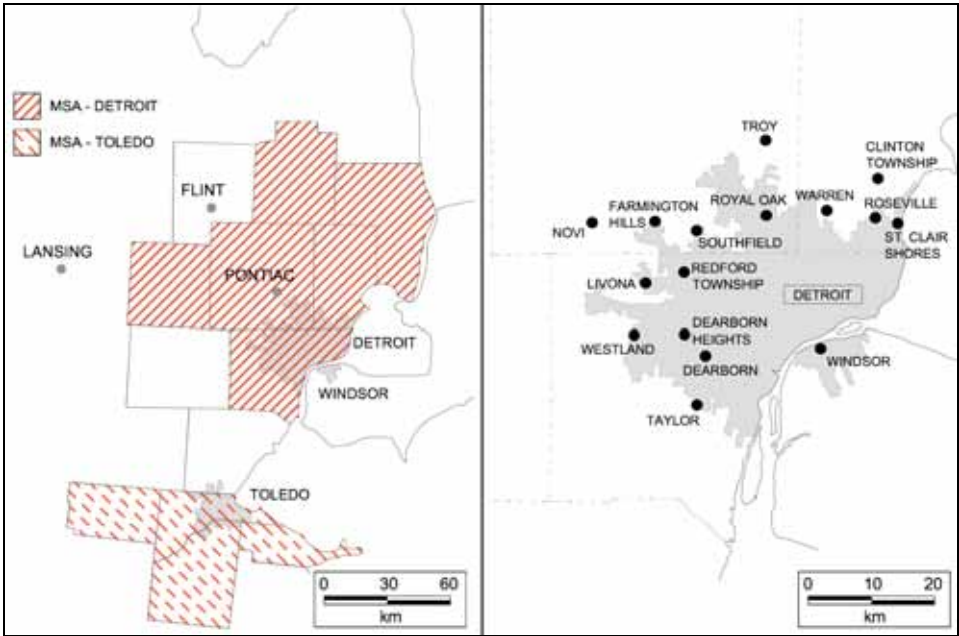 MSA - DETROIT
MSA - TOLEDO
FLINT
LANSING
PONTIAC
DETROIT
WINDSOR
TOLEDO
0 30 60
km
TROY
CLINTON
TOWNSHIP
ROYAL OAK
WARREN
ROSEVILLE
FARMINGTON
HILLS
NOVI
SOUTHFIELD
ST. CLAIR
SHORES
REDFORD
TOWNSHIP
LIVONA
DETROIT
DEARBORN
HEIGHTS
WESTLAND
DEARBORN
WINDSOR
TAYLOR
0 10 20
km